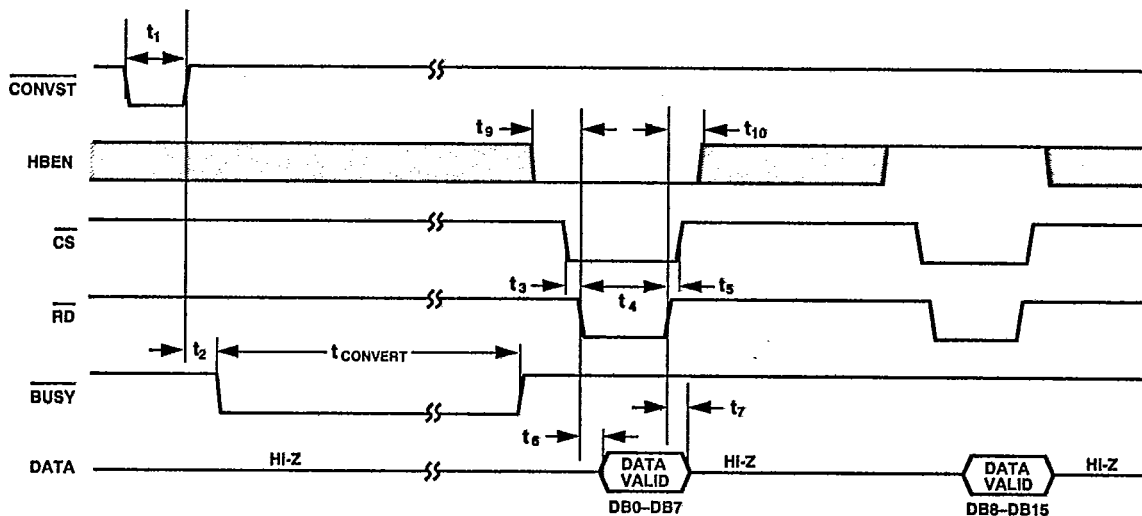 t1
CONVST
t9
t10
HBEN
CS
t3
t4
t5
RD
t2
tCONVERT
BUSY
t7
t6
DATA
Hi-Z
DATA VALID
Hi-Z
DATA VALID
Hi-Z
DB0–DB7
DB8–DB15